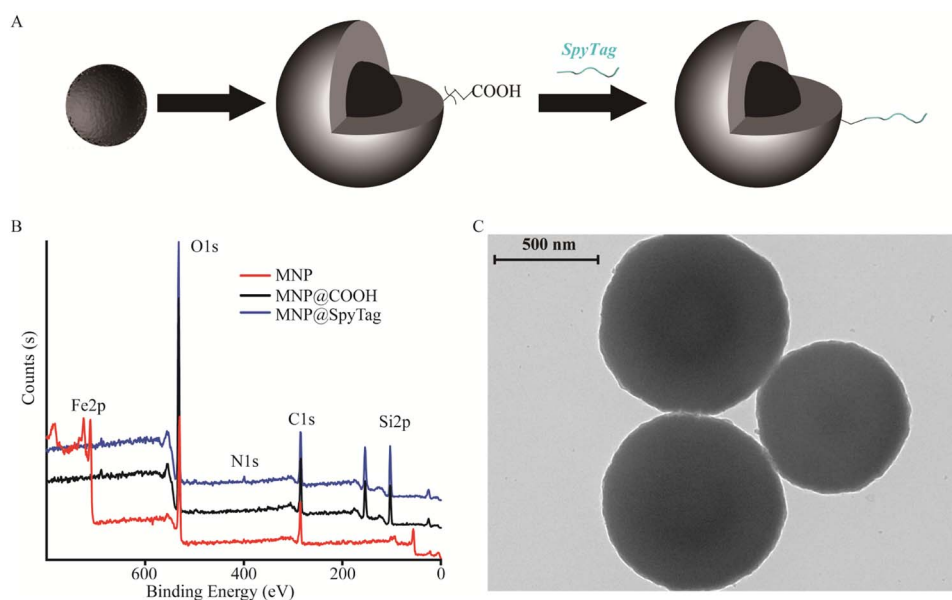 A
SpyTag
COOH
B
O1s
MNP
MNP@COOH
MNP@SpyTag
Counts (s)
Fe2p
N1s
C1s
Si2p
600
400
200
0
Binding Energy (eV)
C
500 nm